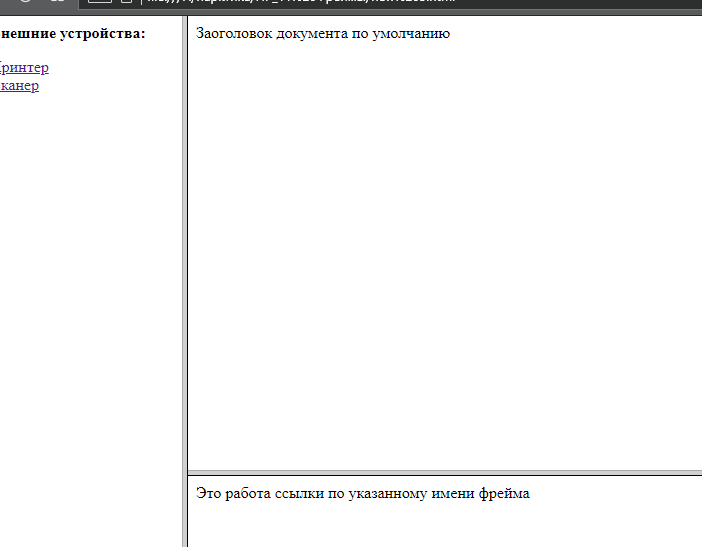 нешние устройства:
ринтер
канер
Заоголовок документа по умолчанию
Это работа ссылки по указанному имени фрейма